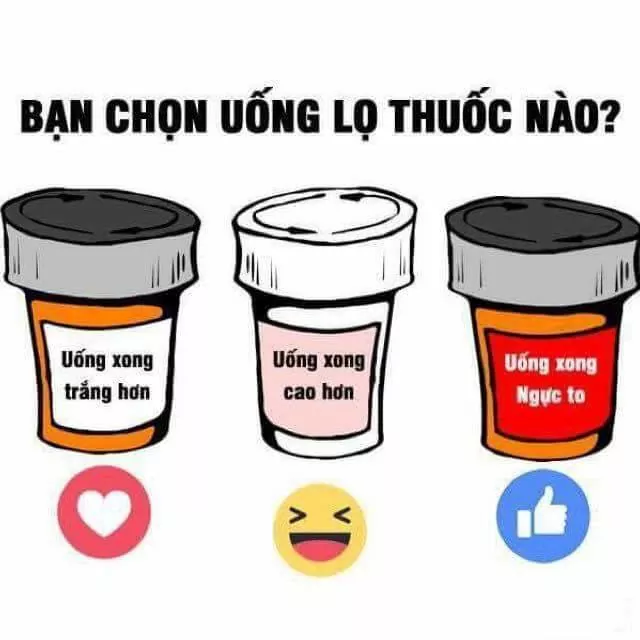 BẠN CHỌN UỐNG LỌ THUỐC NÀO?
Uống xong
trắng hơn
Uống xong
cao hơn
Uống xong
Ngực to